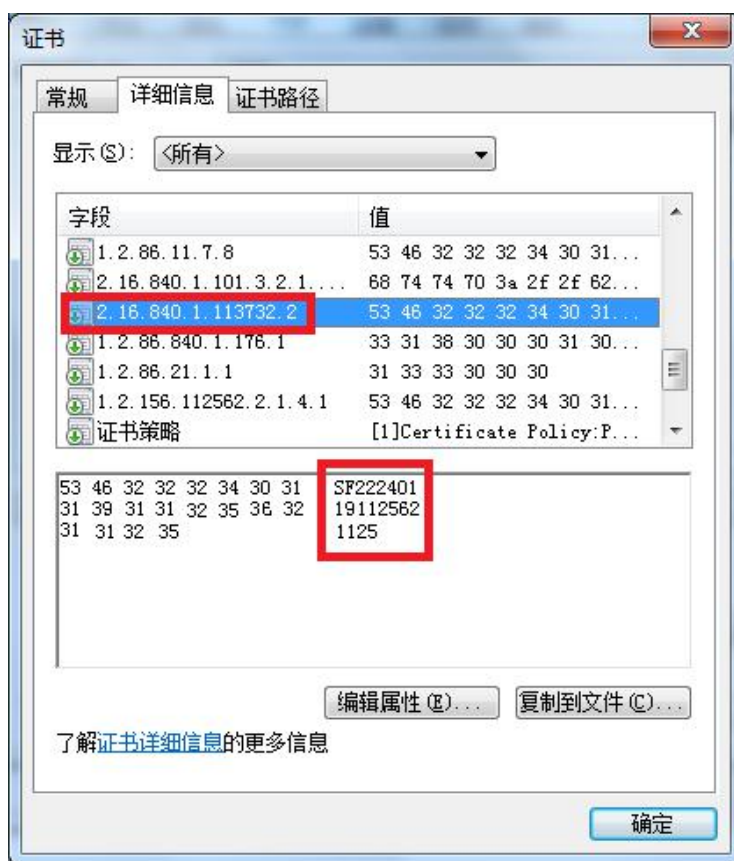 证书
常规 详细信息 证书路径
显示(S): <所有>
字段 值
1.2.86.11.7.8 53 46 32 32 32 34 30 31...
2.16.840.1.101.3.2.1.... 68 74 74 70 3a 2f 2f 62...
2.16.840.1.113732.2 53 46 32 32 32 34 30 31...
1.2.86.840.1.176.1 33 31 38 30 30 30 31 30...
1.2.86.21.1.1 31 33 33 30 30 30
1.2.156.112562.2.1.4.1 53 46 32 32 32 34 30 31...
证书策略 [1]Certificate Policy:P...
53 46 32 32 32 34 30 31 SF222401
31 39 31 31 32 35 36 32 19112562
31 31 32 35 1125
编辑属性(E)... 复制到文件(C)...
了解证书详细信息的更多信息
确定